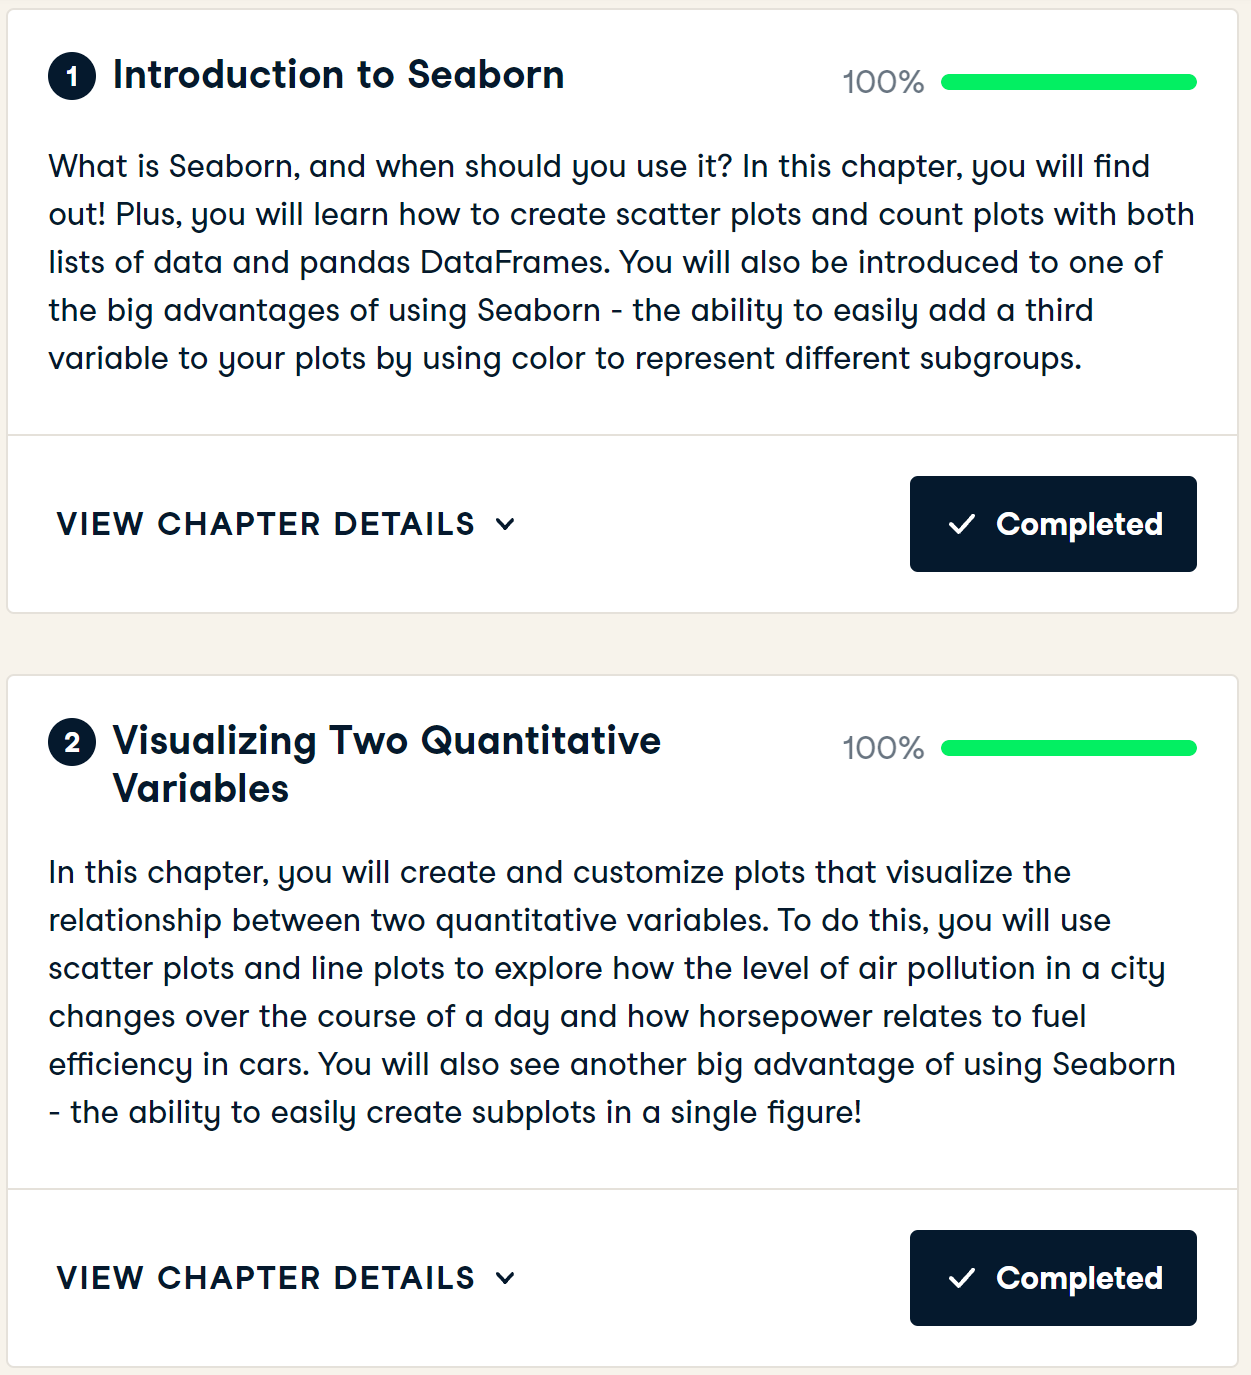 1 Introduction to Seaborn
100%
What is Seaborn, and when should you use it? In this chapter, you will find
out! Plus, you will learn how to create scatter plots and count plots with both
lists of data and pandas DataFrames. You will also be introduced to one of
the big advantages of using Seaborn - the ability to easily add a third
variable to your plots by using color to represent different subgroups.
VIEW CHAPTER DETAILS
Completed
2 Visualizing Two Quantitative
Variables
100%
In this chapter, you will create and customize plots that visualize the
relationship between two quantitative variables. To do this, you will use
scatter plots and line plots to explore how the level of air pollution in a city
changes over the course of a day and how horsepower relates to fuel
efficiency in cars. You will also see another big advantage of using Seaborn
- the ability to easily create subplots in a single figure!
VIEW CHAPTER DETAILS
Completed